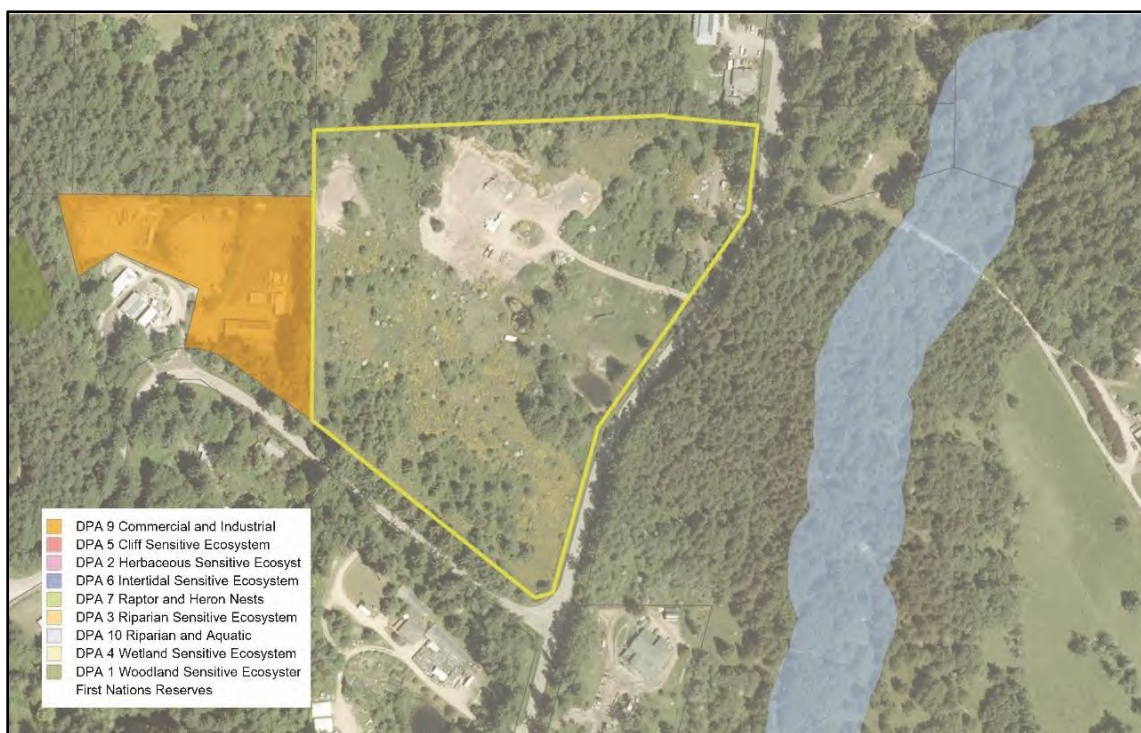 DPA 9 Commercial and Industrial
DPA 5 Cliff Sensitive Ecosystem
DPA 2 Herbaceous Sensitive Ecosyst
DPA 6 Intertidal Sensitive Ecosystem
DPA 7 Raptor and Heron Nests
DPA 3 Riparian Sensitive Ecosystem
DPA 10 Riparian and Aquatic
DPA 4 Wetland Sensitive Ecosystem
DPA 1 Woodland Sensitive Ecosyster
First Nations Reserves